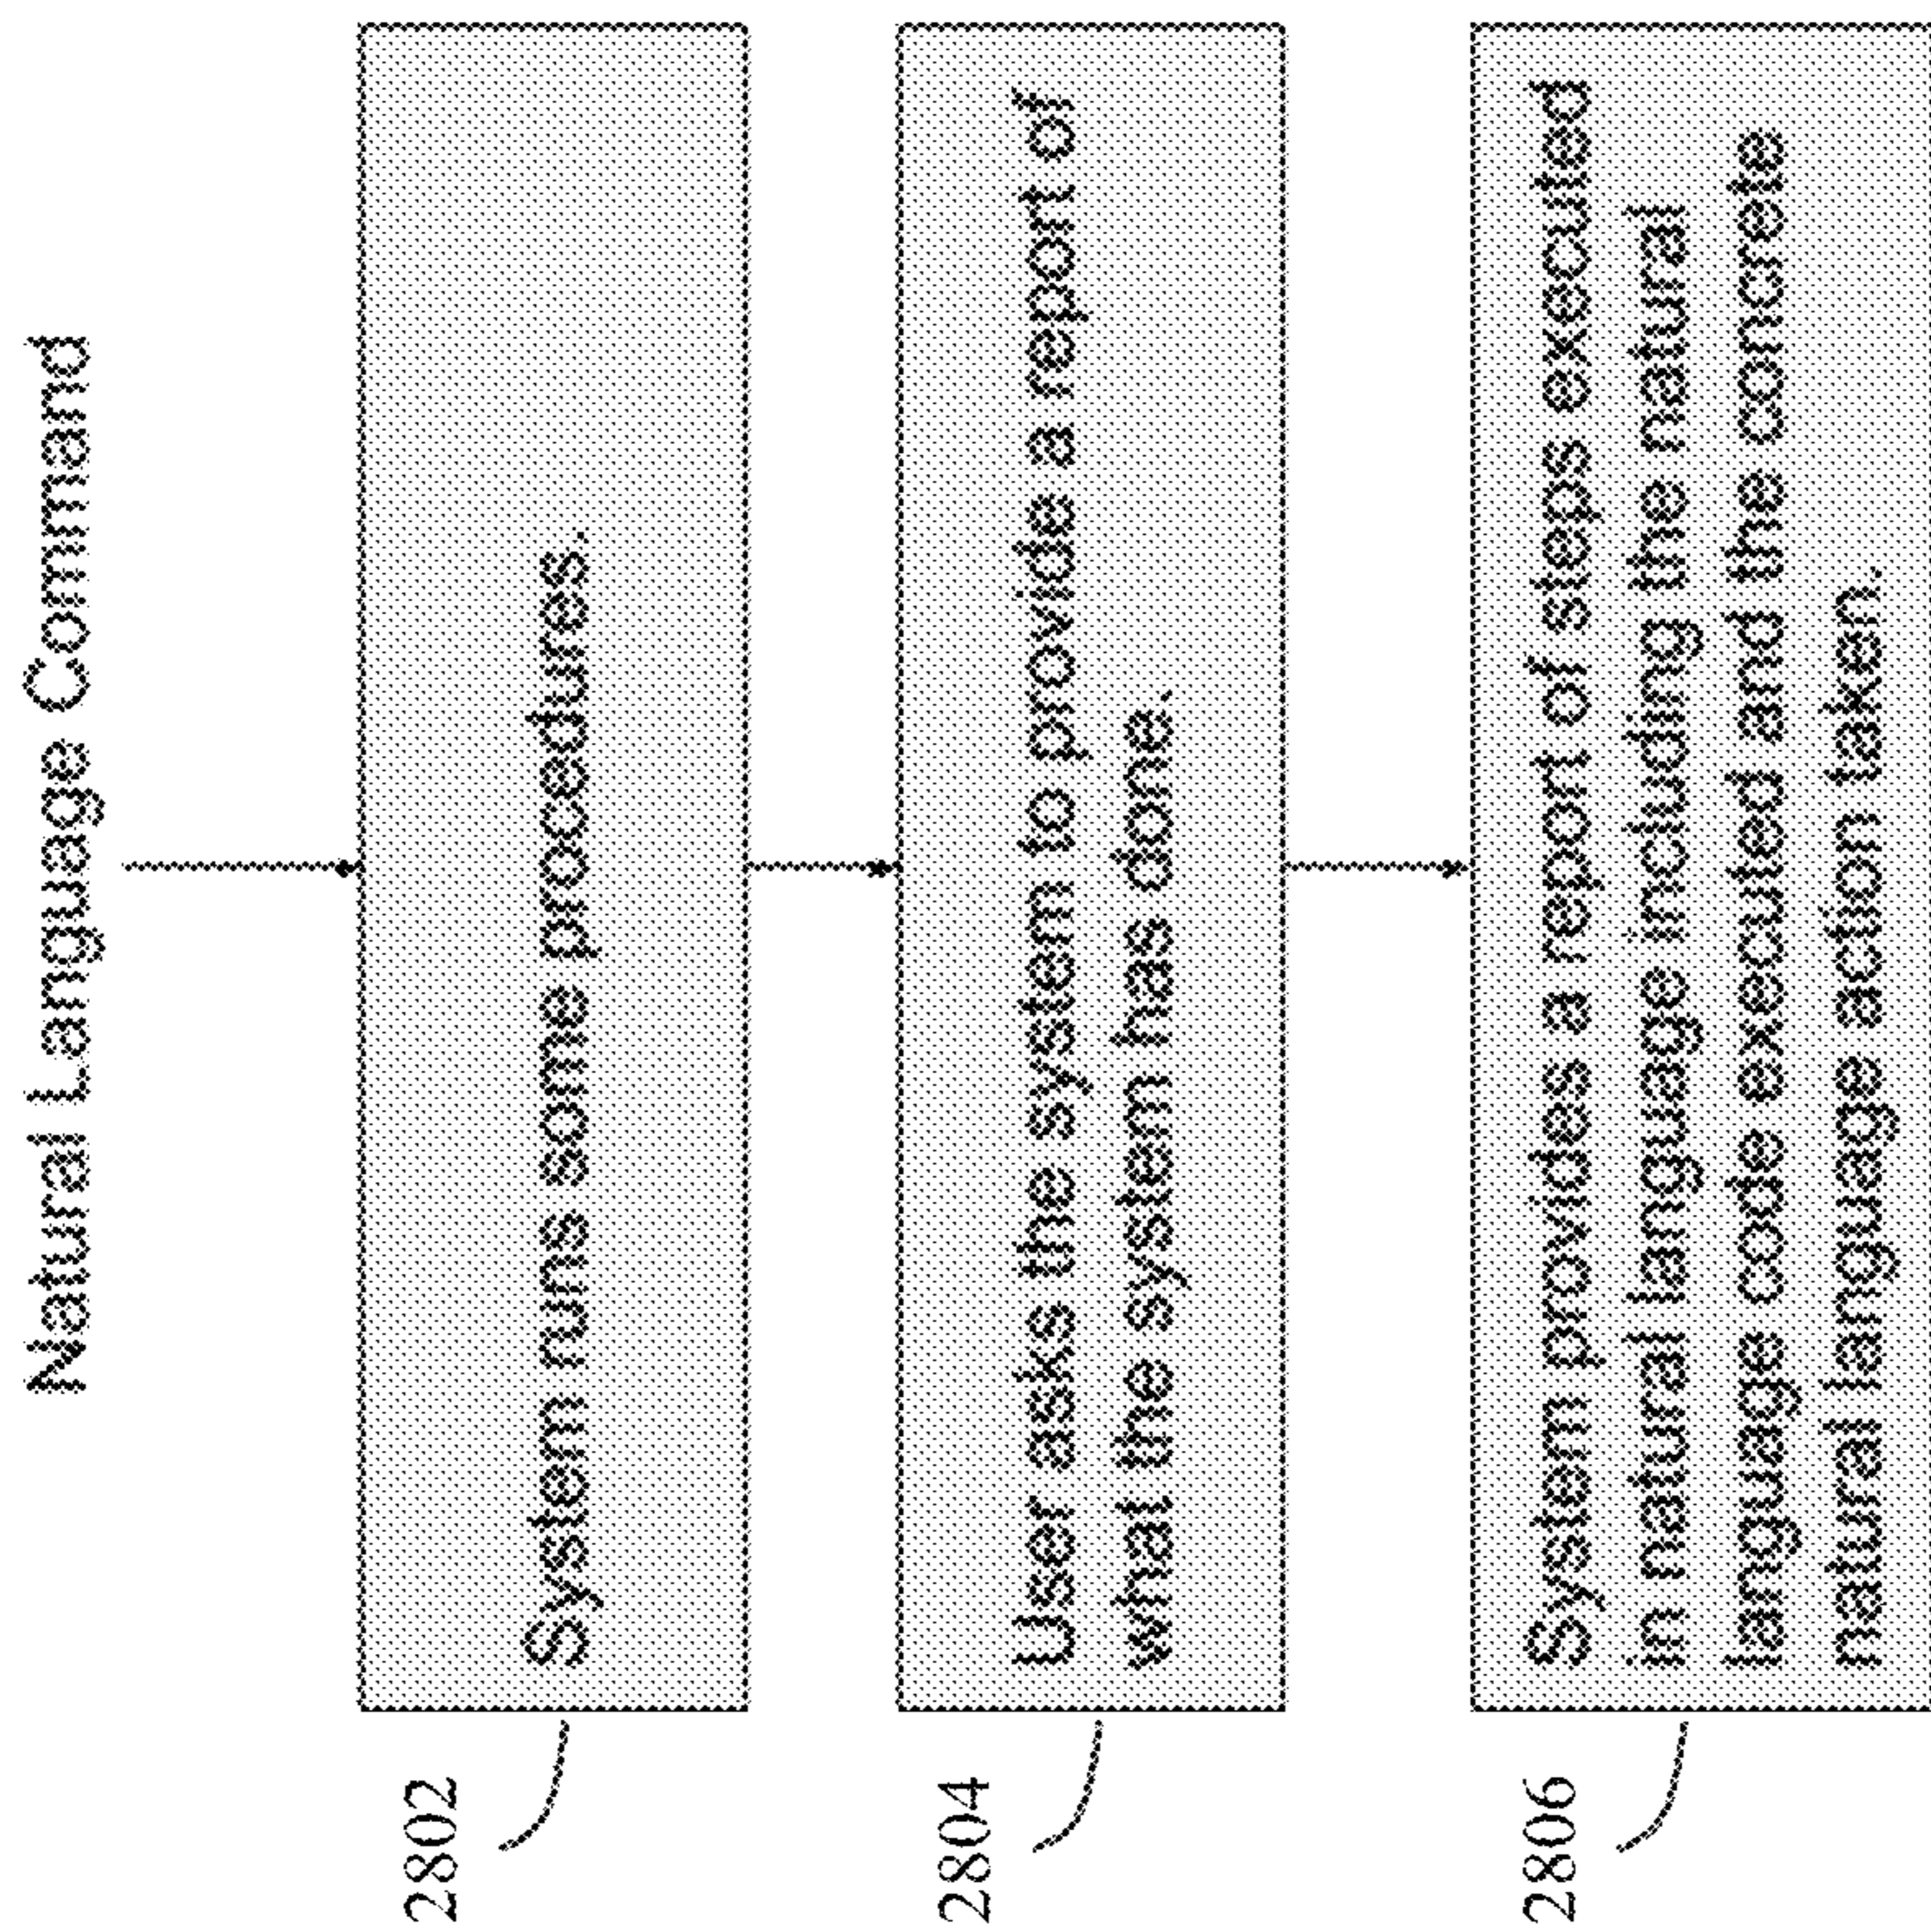 Natural Language Command
2802
System runs some procedures.
2804
User asks the system to provide a report of
what the system has done.
2806
System provides a report of steps executed
in natural language including the natural
language code executed and the concrete
natural language action taken.